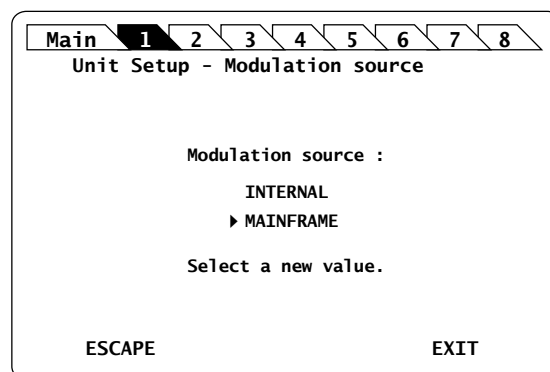 Main 1 2 3 4 5 6 7 8
Unit Setup - Modulation source
Modulation source :
INTERNAL
MAINFRAME
Select a new value.
ESCAPE EXIT